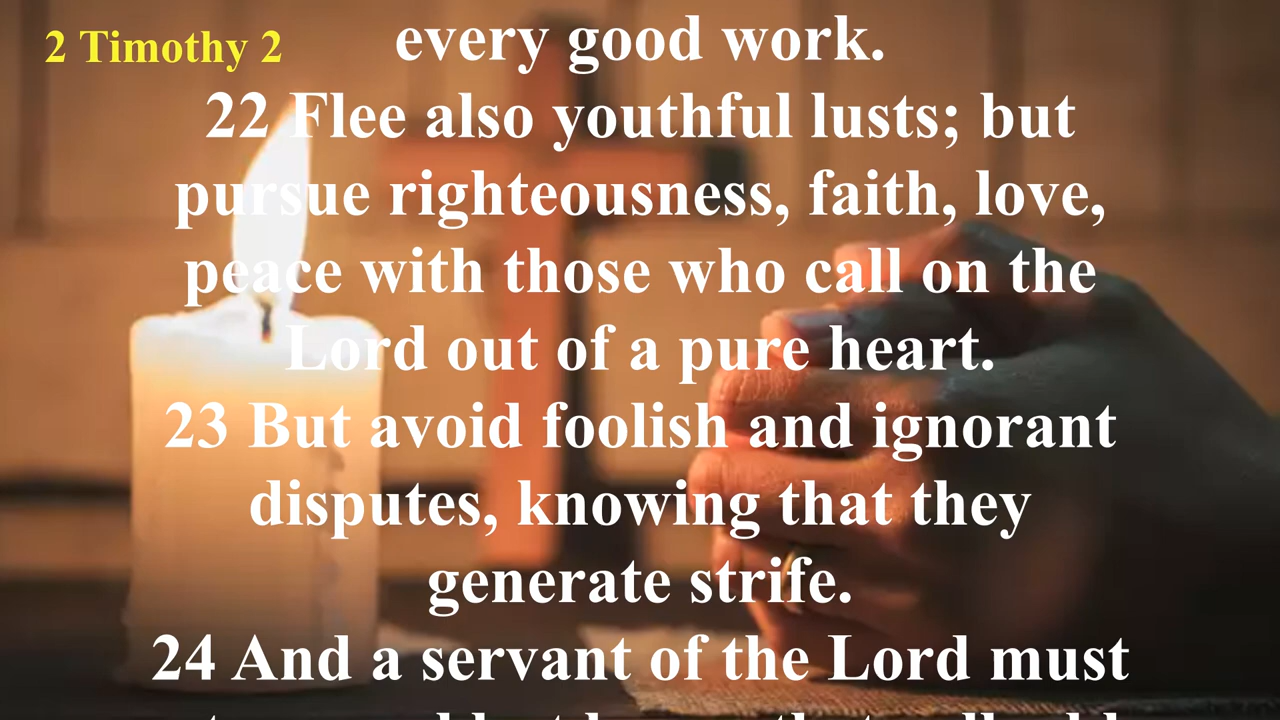 2 Timothy 2
every good work.
22 Flee also youthful lusts; but
pursue righteousness, faith, love,
peace with those who call on the
Lord out of a pure heart.
23 But avoid foolish and ignorant
disputes, knowing that they
generate strife.
24 And a servant of the Lord must